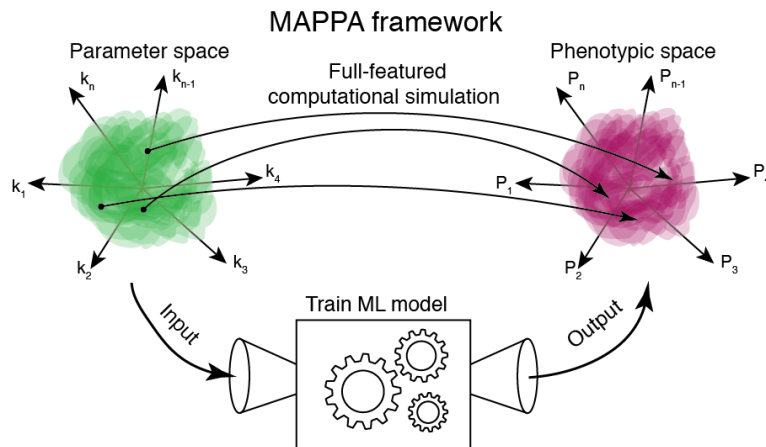 MAPPA framework
Parameter space
Phenotypic space
Full-featured
computational simulation
kn
kn-1
k1
k4
k2
k3
Pn
Pn-1
P1
P2
P3
Train ML model
Input
Output